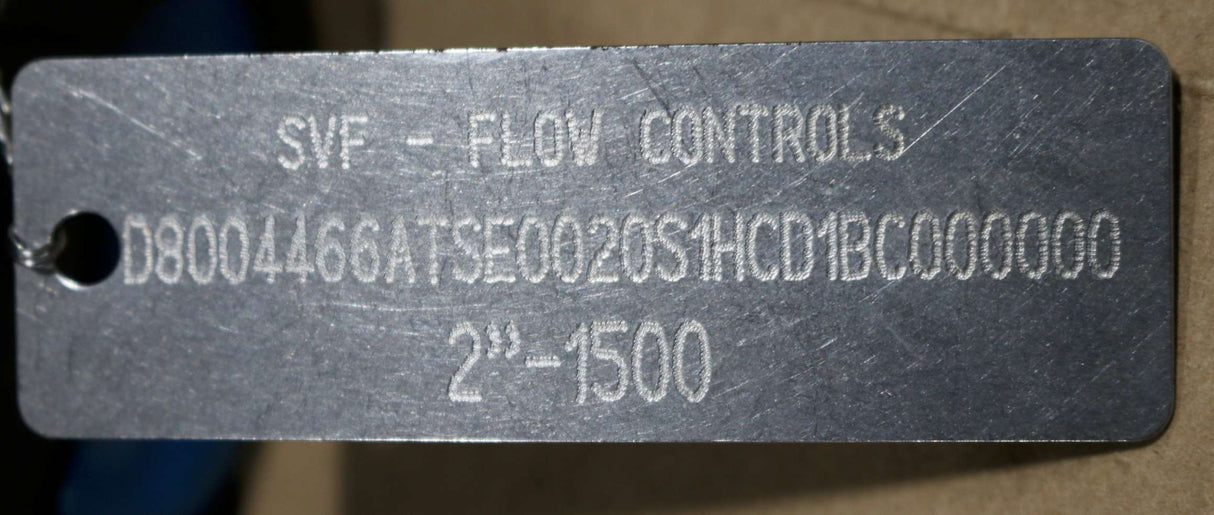 SVF - FLOW CONTROLS
D8004466ATSE0020S1HCD1BC000000
2”-1500